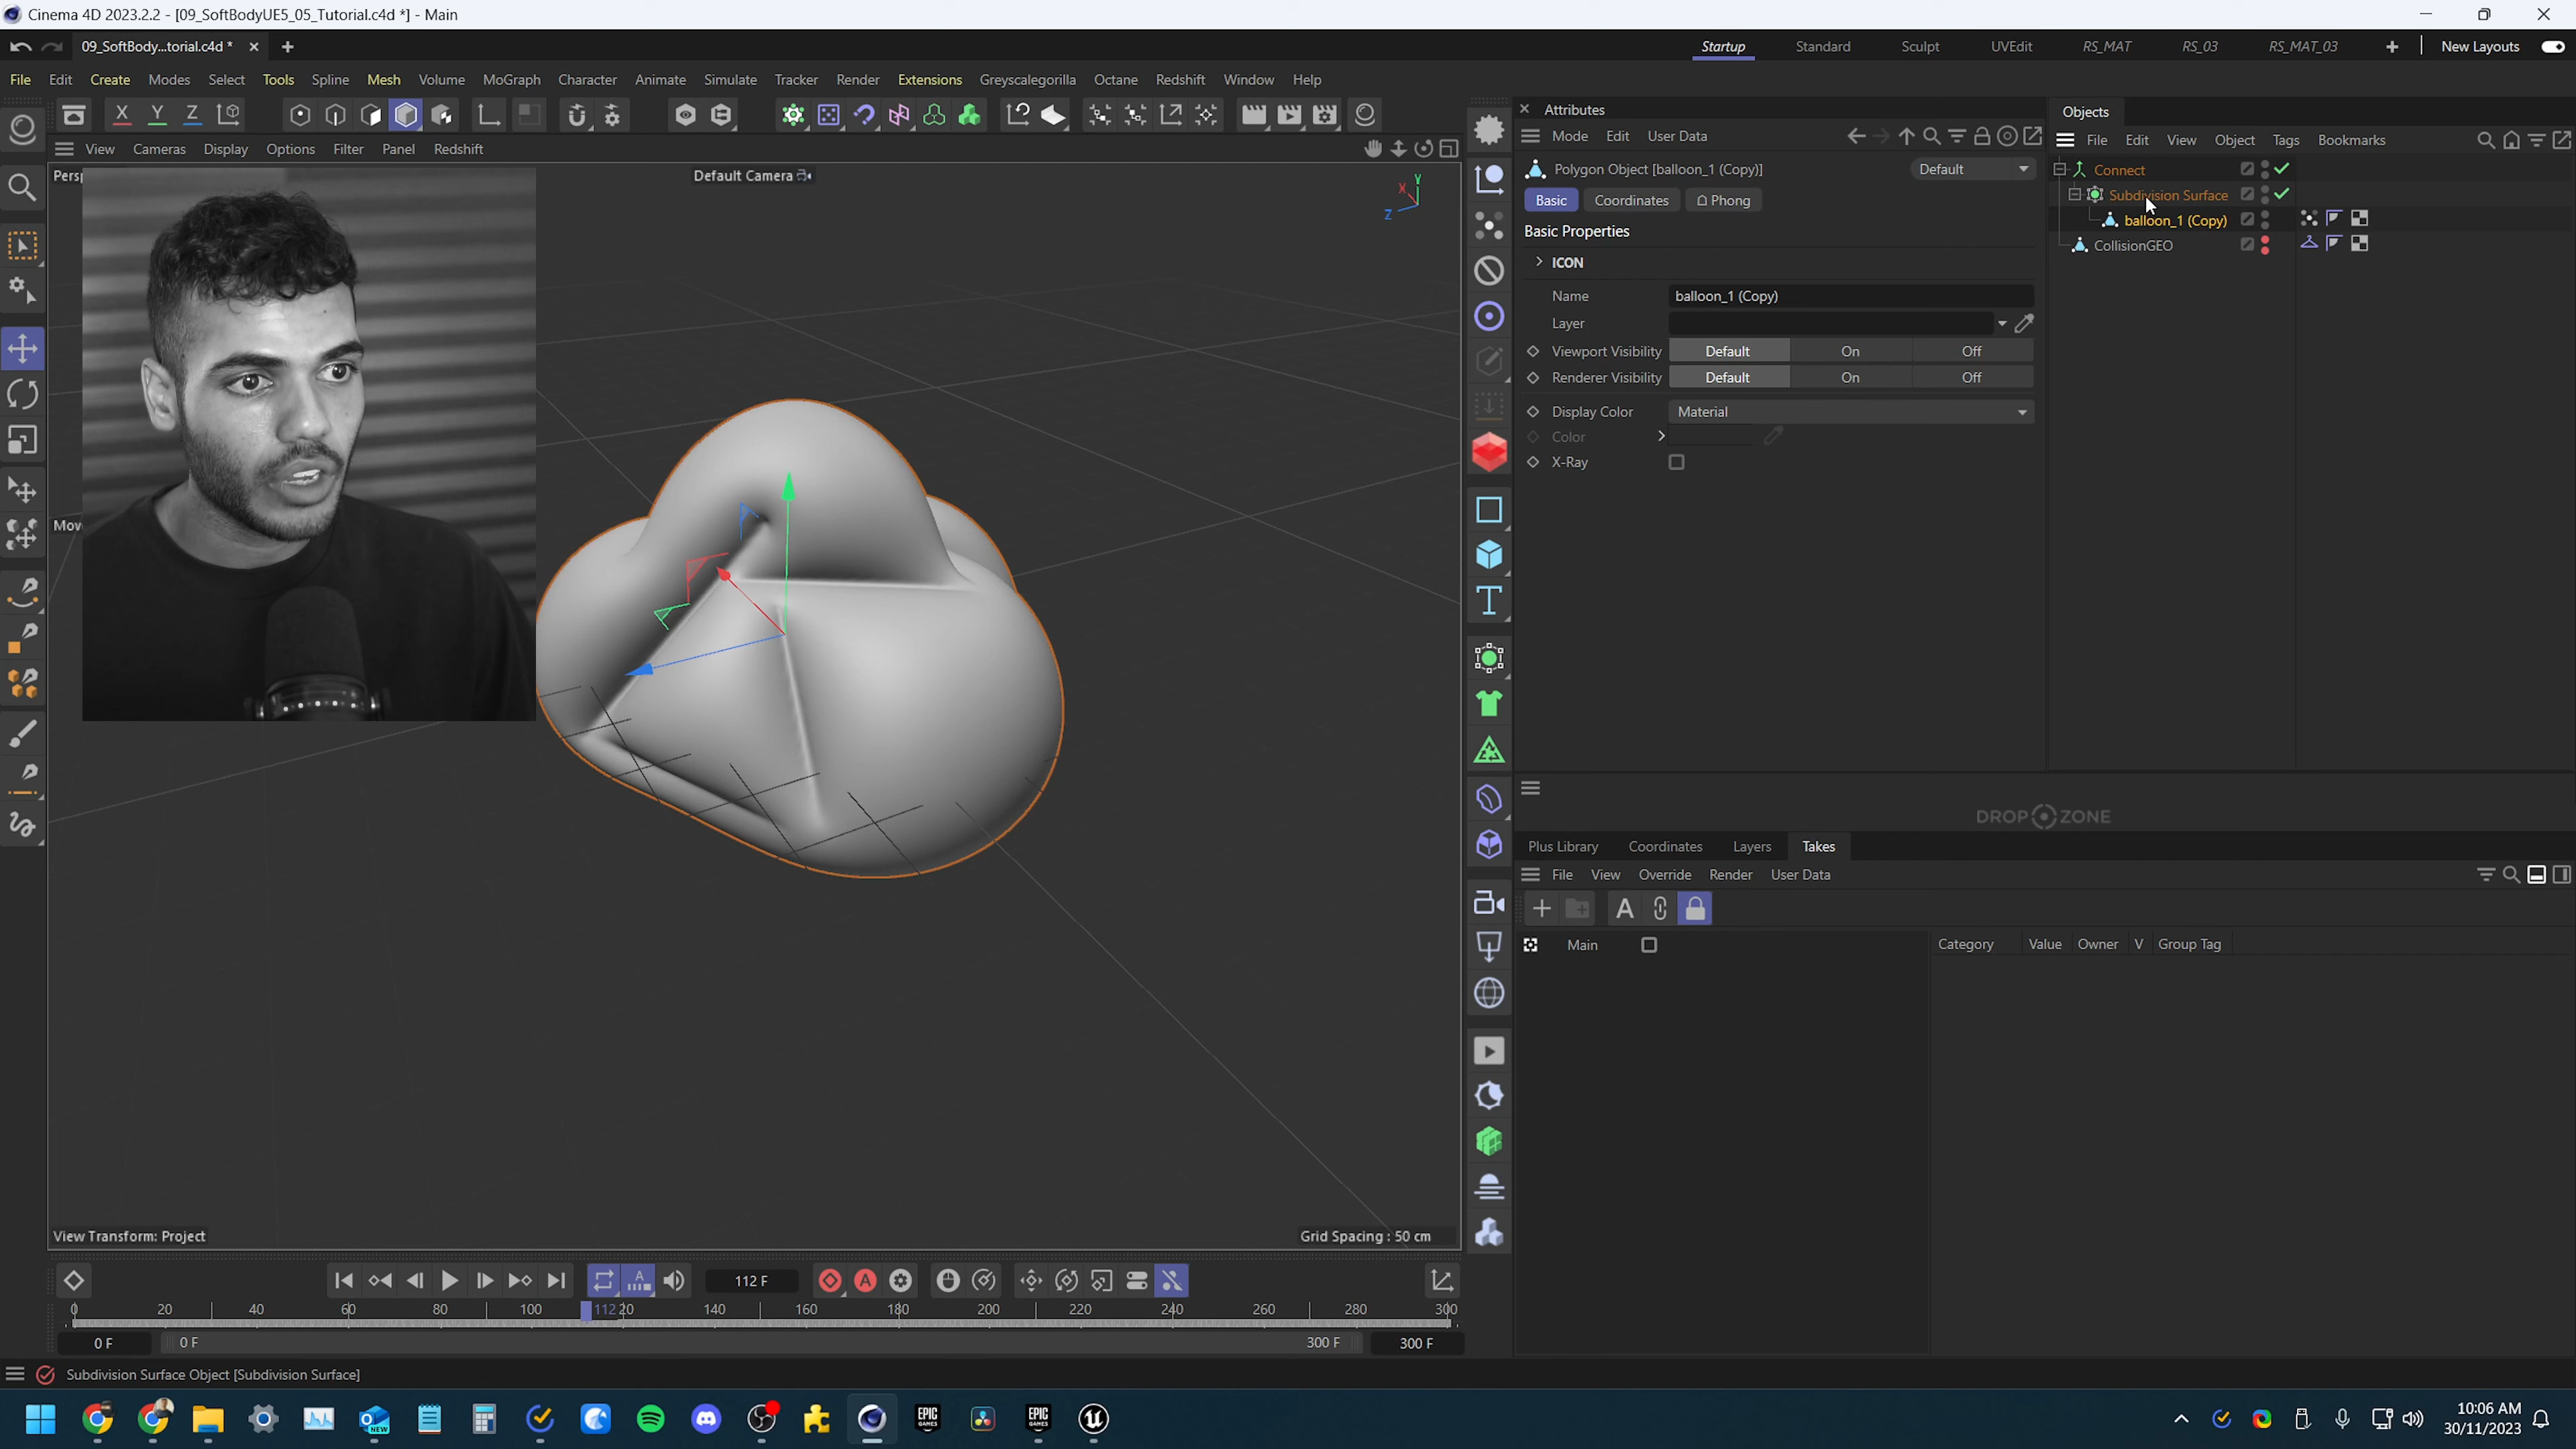 Cinema 4D 2023.2.2 - [09_SoftBodyUE5_05_Tutorial.c4d *] - Main
09_SoftBody...torial.c4d *
Startup Standard Sculpt UVEdit RS_MAT RS_03 RS_MAT_03 New Layouts
File Edit Create Modes Select Tools Spline Mesh Volume MoGraph Character Animate Simulate Tracker Render Extensions Greyscalegorilla Octane Redshift Window Help
X Y Z
View Cameras Display Options Filter Panel Redshift
Default Camera
Y
X
Z
View Transform: Project
Grid Spacing : 50 cm
Attributes
Mode Edit User Data
Polygon Object [balloon_1 (Copy)]
Default
Basic Coordinates Phong
Basic Properties
ICON
Name balloon_1 (Copy)
Layer
Viewport Visibility Default On Off
Renderer Visibility Default On Off
Display Color Material
Color
X-Ray
Objects
File Edit View Object Tags Bookmarks
Connect
Subdivision Surface
balloon_1 (Copy)
CollisionGEO
DROP ZONE
Plus Library Coordinates Layers Takes
File View Override Render User Data
A
Main
Category Value Owner V Group Tag
112 F
0 20 40 60 80 100 112 20 140 160 180 200 220 240 260 280 300
0 F 0 F 300 F 300 F
Subdivision Surface Object [Subdivision Surface]
NEW
EPIC GAMES
EPIC GAMES
10:06 AM
30/11/2023